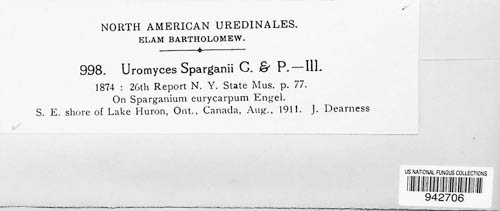 NORTH AMERICAN UREDINALES.
ELAM BARTHOLOMEW.
998. Uromyces Sparganii C. & P.—III.
1874 : 26th Report N. Y. State Mus. p. 77.
On Sparganium eurycarpum Engel.
S. E. shore of Lake Huron, Ont., Canada, Aug., 1911. J. Dearness
US NATIONAL FUNGUS COLLECTIONS
942706